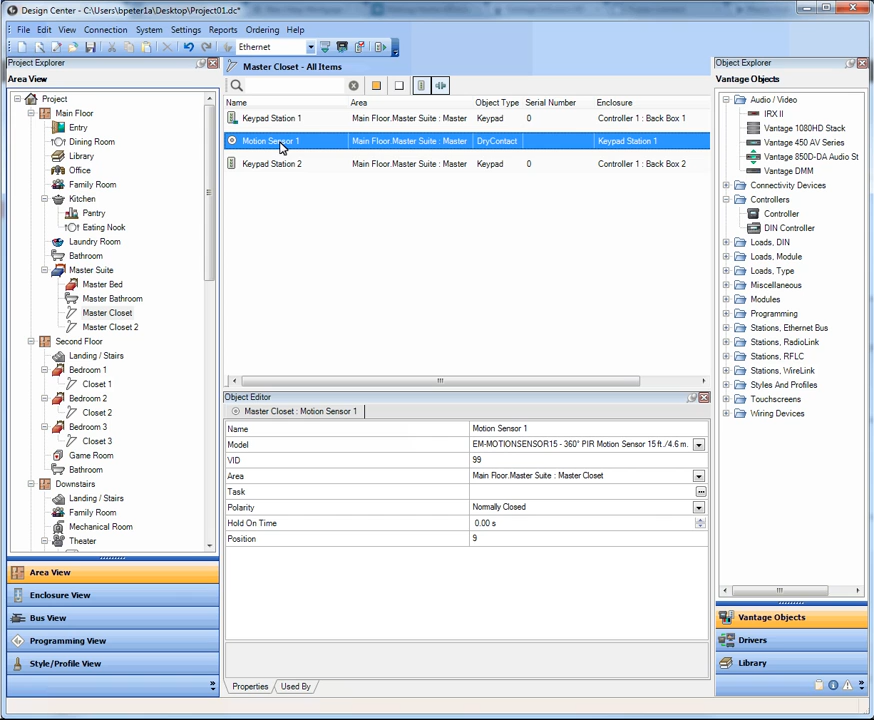 Design Center - C:\Users\bpeter1a\Desktop\Project01.dc*
File Edit View Connection System Settings Reports Ordering Help
Ethernet
Project Explorer
Area View
Project
Main Floor
Entry
Dining Room
Library
Office
Family Room
Kitchen
Pantry
Eating Nook
Laundry Room
Bathroom
Master Suite
Master Bed
Master Bathroom
Master Closet
Master Closet 2
Second Floor
Landing / Stairs
Bedroom 1
Closet 1
Bedroom 2
Closet 2
Bedroom 3
Closet 3
Game Room
Bathroom
Downstairs
Landing / Stairs
Family Room
Mechanical Room
Theater
Area View
Enclosure View
Bus View
Programming View
Style/Profile View
Master Closet - All Items
Name Area Object Type Serial Number Enclosure
Keypad Station 1 Main Floor.Master Suite : Master Keypad 0 Controller 1 : Back Box 1
Motion Sensor 1 Main Floor.Master Suite : Master DryContact Keypad Station 1
Keypad Station 2 Main Floor.Master Suite : Master Keypad 0 Controller 1 : Back Box 2
Object Editor
Master Closet : Motion Sensor 1
Name Motion Sensor 1
Model EM-MOTIONSENSOR15 - 360° PIR Motion Sensor 15 ft./4.6 m.
VID 99
Area Main Floor.Master Suite : Master Closet
Task
Polarity Normally Closed
Hold On Time 0.00 s
Position 9
Properties Used By
Object Explorer
Vantage Objects
Audio / Video
IRX II
Vantage 1080HD Stack
Vantage 450 AV Series
Vantage 850D-DA Audio St
Vantage DMM
Connectivity Devices
Controllers
Controller
DIN Controller
Loads, DIN
Loads, Module
Loads, Type
Miscellaneous
Modules
Programming
Stations, Ethernet Bus
Stations, RadioLink
Stations, RFLC
Stations, WireLink
Styles And Profiles
Touchscreens
Wiring Devices
Vantage Objects
Drivers
Library